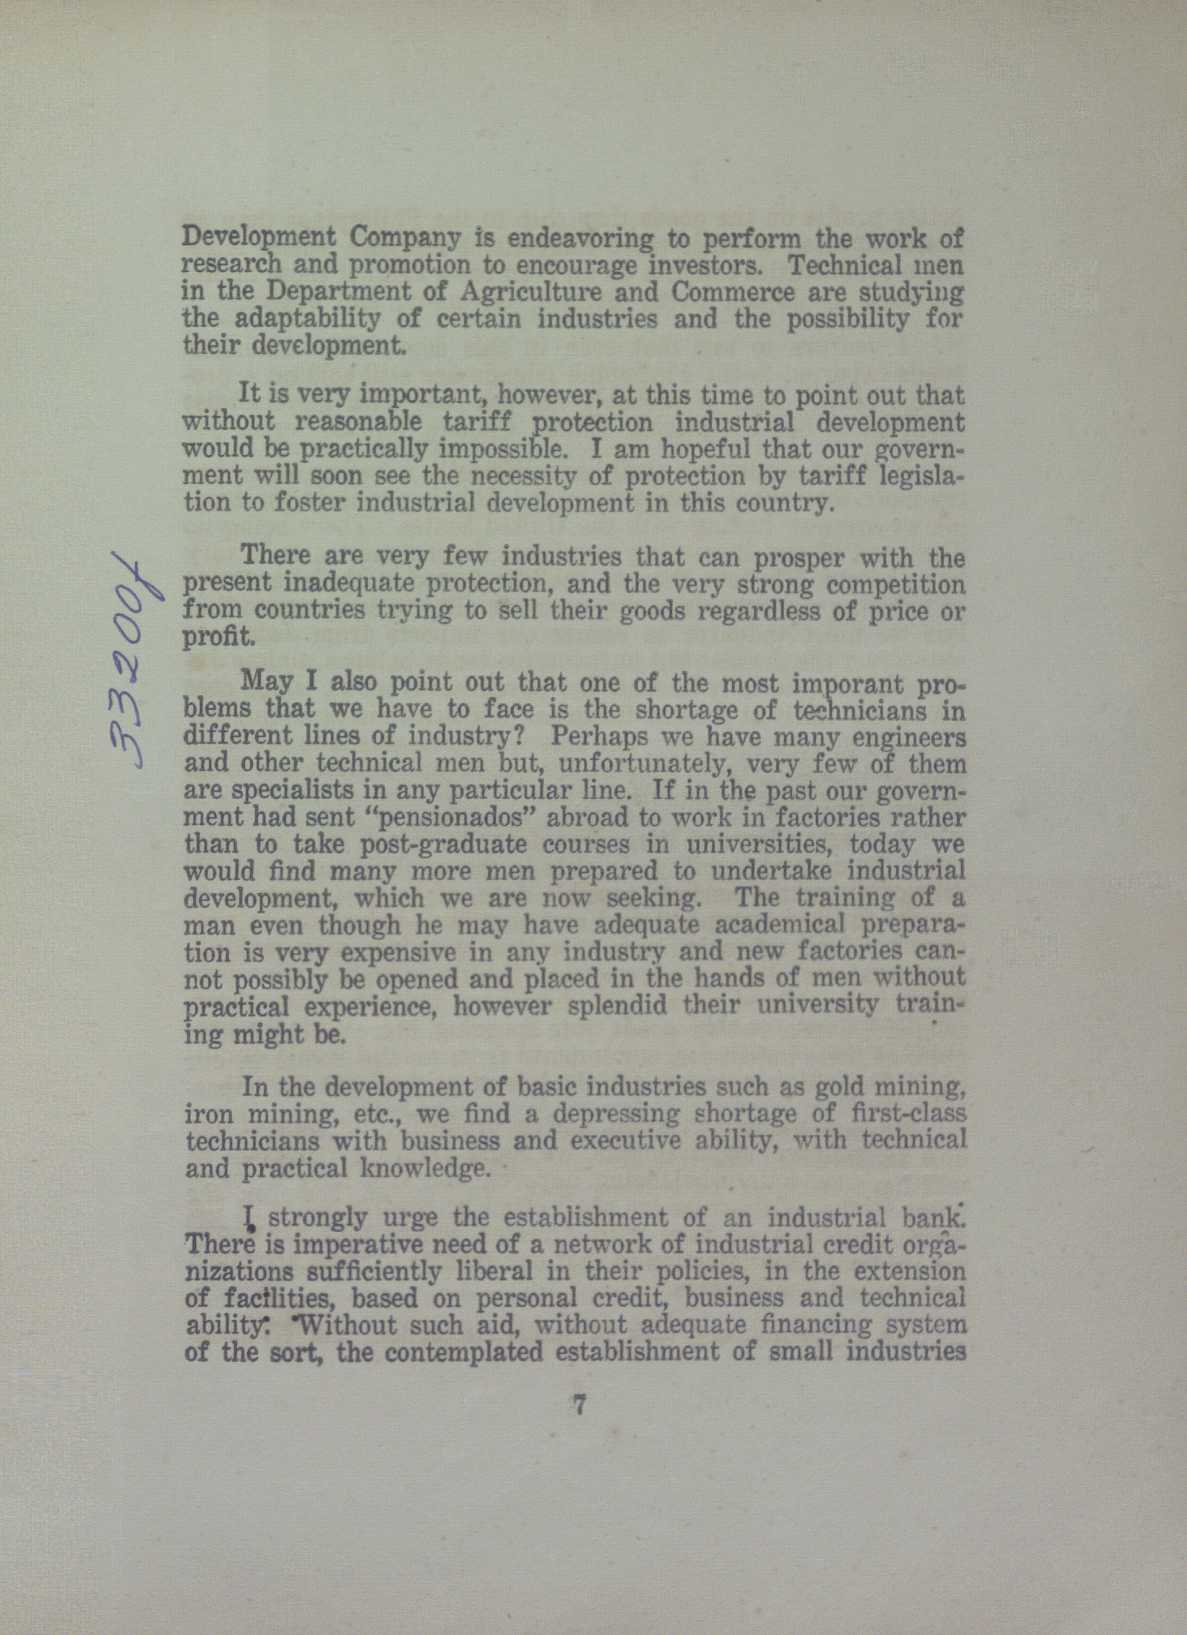 Development Company is endeavoring to perform the work of
research and promotion to encourage investors. Technical men
in the Department of Agriculture and Commerce are studying
the adaptability of certain industries and the possibility for
their development.
It is very important, however, at this time to point out that
without reasonable tariff protection industrial development
would be practically impossible. I am hopeful that our govern-
ment will soon see the necessity of protection by tariff legisla-
tion to foster industrial development in this country.
There are very few industries that can prosper with the
present inadequate protection, and the very strong competition
from countries trying to sell their goods regardless of price or
profit.
May I also point out that one of the most imporant pro-
blems that we have to face is the shortage of technicians in
different lines of industry? Perhaps we have many engineers
and other technical men but, unfortunately, very few of them
are specialists in any particular line. If in the past our govern-
ment had sent “pensionados” abroad to work in factories rather
than to take post-graduate courses in universities, today we
would find many more men prepared to undertake industrial
development, which we are now seeking. The training of a
man even though he may have adequate academical prepara-
tion is very expensive in any industry and new factories can-
not possibly be opened and placed in the hands of men without
practical experience, however splendid their university train-
ing might be.
In the development of basic industries such as gold mining,
iron mining, etc., we find a depressing shortage of first-class
technicians with business and executive ability, with technical
and practical knowledge.
I strongly urge the establishment of an industrial bank.
There is imperative need of a network of industrial credit orga-
nizations sufficiently liberal in their policies, in the extension
of facilities, based on personal credit, business and technical
ability. Without such aid, without adequate financing system
of the sort, the contemplated establishment of small industries
7
33200f